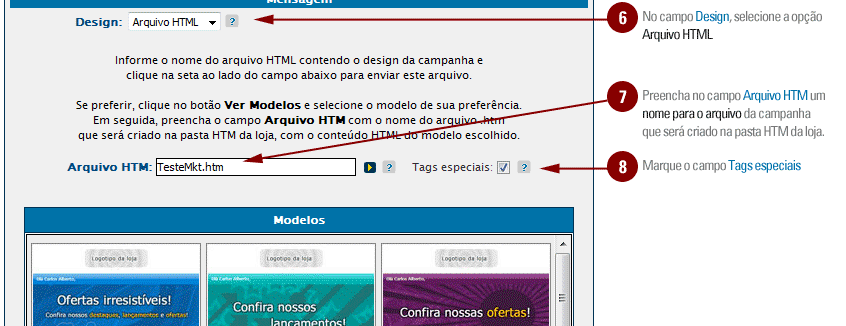 Mensagem
Design: Arquivo HTML ?
Informe o nome do arquivo HTML contendo o design da campanha e
clique na seta ao lado do campo abaixo para enviar este arquivo.
Se preferir, clique no botão Ver Modelos e selecione o modelo de sua preferência.
Em seguida, preencha o campo Arquivo HTM com o nome do arquivo .htm
que será criado na pasta HTM da loja, com o conteúdo HTML do modelo escolhido.
Arquivo HTM: TesteMkt.htm ? Tags especiais: ?
6 No campo Design, selecione a opção
Arquivo HTML
7 Preencha no campo Arquivo HTM um
nome para o arquivo da campanha
que será criado na pasta HTM da loja.
8 Marque o campo Tags especiais
Modelos
Logotipo da loja
Olá Carlos Alberto,
Ofertas irresistíveis!
Confira nossos destaques, lançamentos e ofertas!
Logotipo da loja
Olá Carlos Alberto,
Confira nossos
lançamentos!
Logotipo da loja
Olá Carlos Alberto,
Confira nossas ofertas!